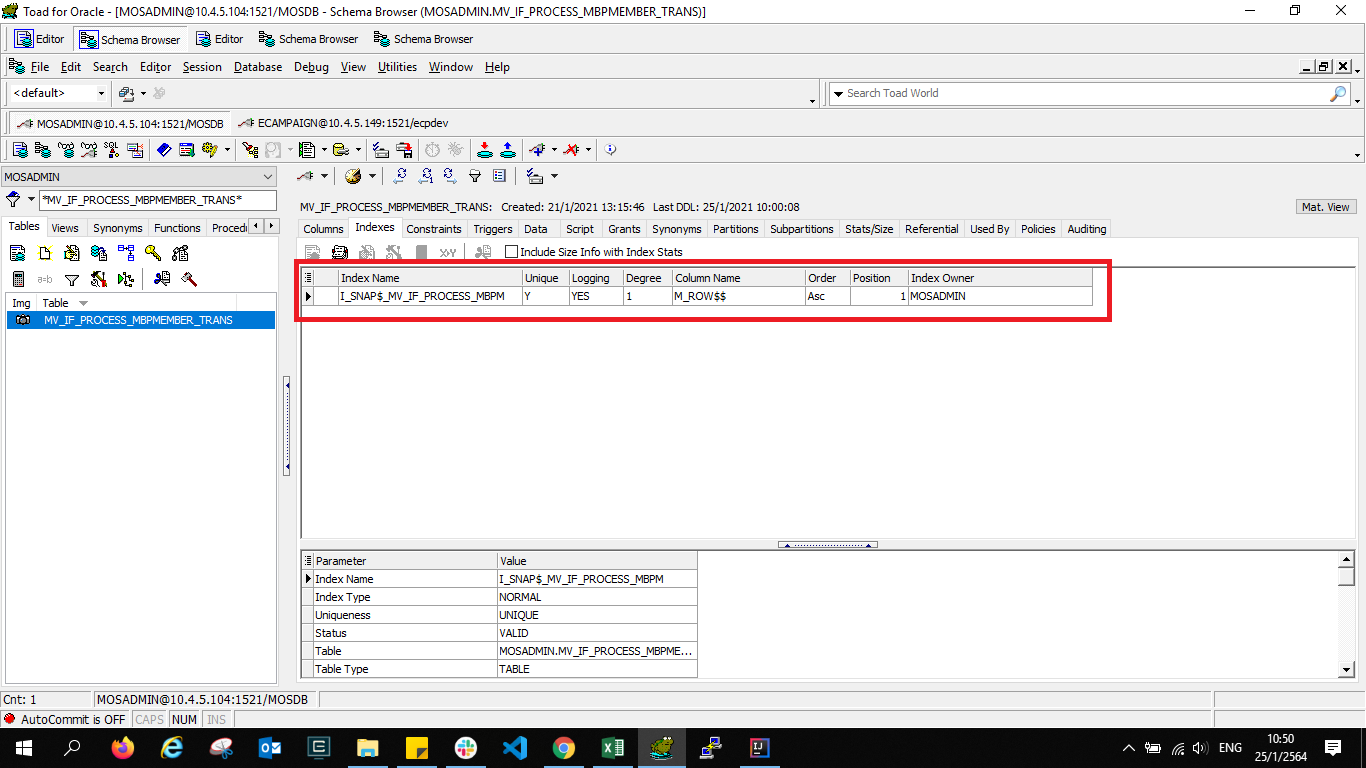 Toad for Oracle - [MOSADMIN@10.4.5.104:1521/MOSDB - Schema Browser (MOSADMIN.MV_IF_PROCESS_MBPMEMBER_TRANS)]
Editor Schema Browser Editor Schema Browser Schema Browser
File Edit Search Editor Session Database Debug View Utilities Window Help
<default> Search Toad World
MOSADMIN@10.4.5.104:1521/MOSDB ECAMPAIGN@10.4.5.149:1521/ecpdev
SQL
MOSADMIN
*MV_IF_PROCESS_MBPMEMBER_TRANS*
Tables Views Synonyms Functions Procedu
a=b
Img Table
MV_IF_PROCESS_MBPMEMBER_TRANS
MV_IF_PROCESS_MBPMEMBER_TRANS: Created: 21/1/2021 13:15:46 Last DDL: 25/1/2021 10:00:08 Mat. View
Columns Indexes Constraints Triggers Data Script Grants Synonyms Partitions Subpartitions Stats/Size Referential Used By Policies Auditing
X+Y Include Size Info with Index Stats
Index Name Unique Logging Degree Column Name Order Position Index Owner
I_SNAP$_MV_IF_PROCESS_MBPM Y YES 1 M_ROW$$ Asc 1 MOSADMIN
Parameter Value
Index Name I_SNAP$_MV_IF_PROCESS_MBPM
Index Type NORMAL
Uniqueness UNIQUE
Status VALID
Table MOSADMIN.MV_IF_PROCESS_MBPME...
Table Type TABLE
Cnt: 1 MOSADMIN@10.4.5.104:1521/MOSDB
AutoCommit is OFF CAPS NUM INS
ENG 10:50
25/1/2564